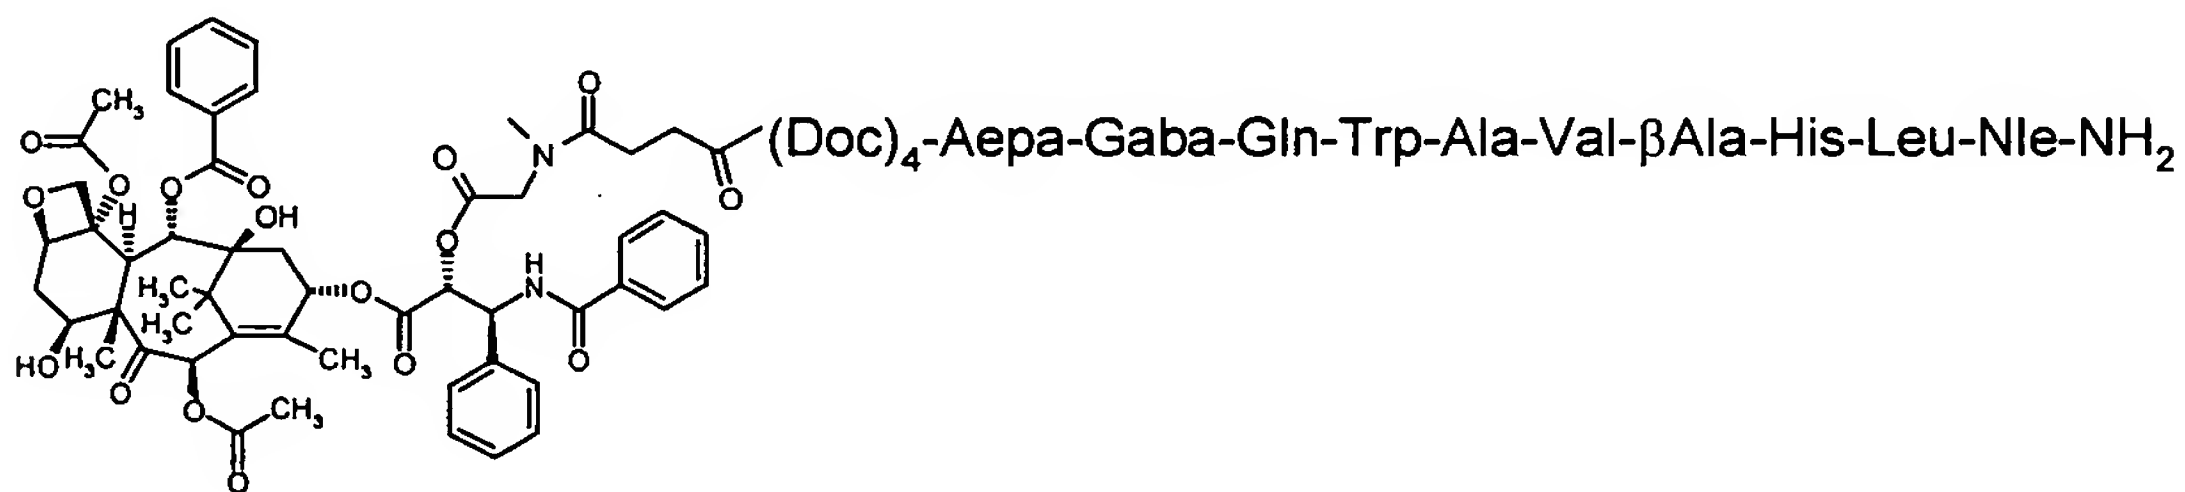 (Doc)4-Aepa-Gaba-Gln-Trp-Ala-Val-βAla-His-Leu-Nle-NH2
CH3
O
O
O
O
O
N
O
O
O
O
H
OH
O
O
H
N
H3C
H3C
O
O
O
HO
H3C
O
CH3
O
CH3
O